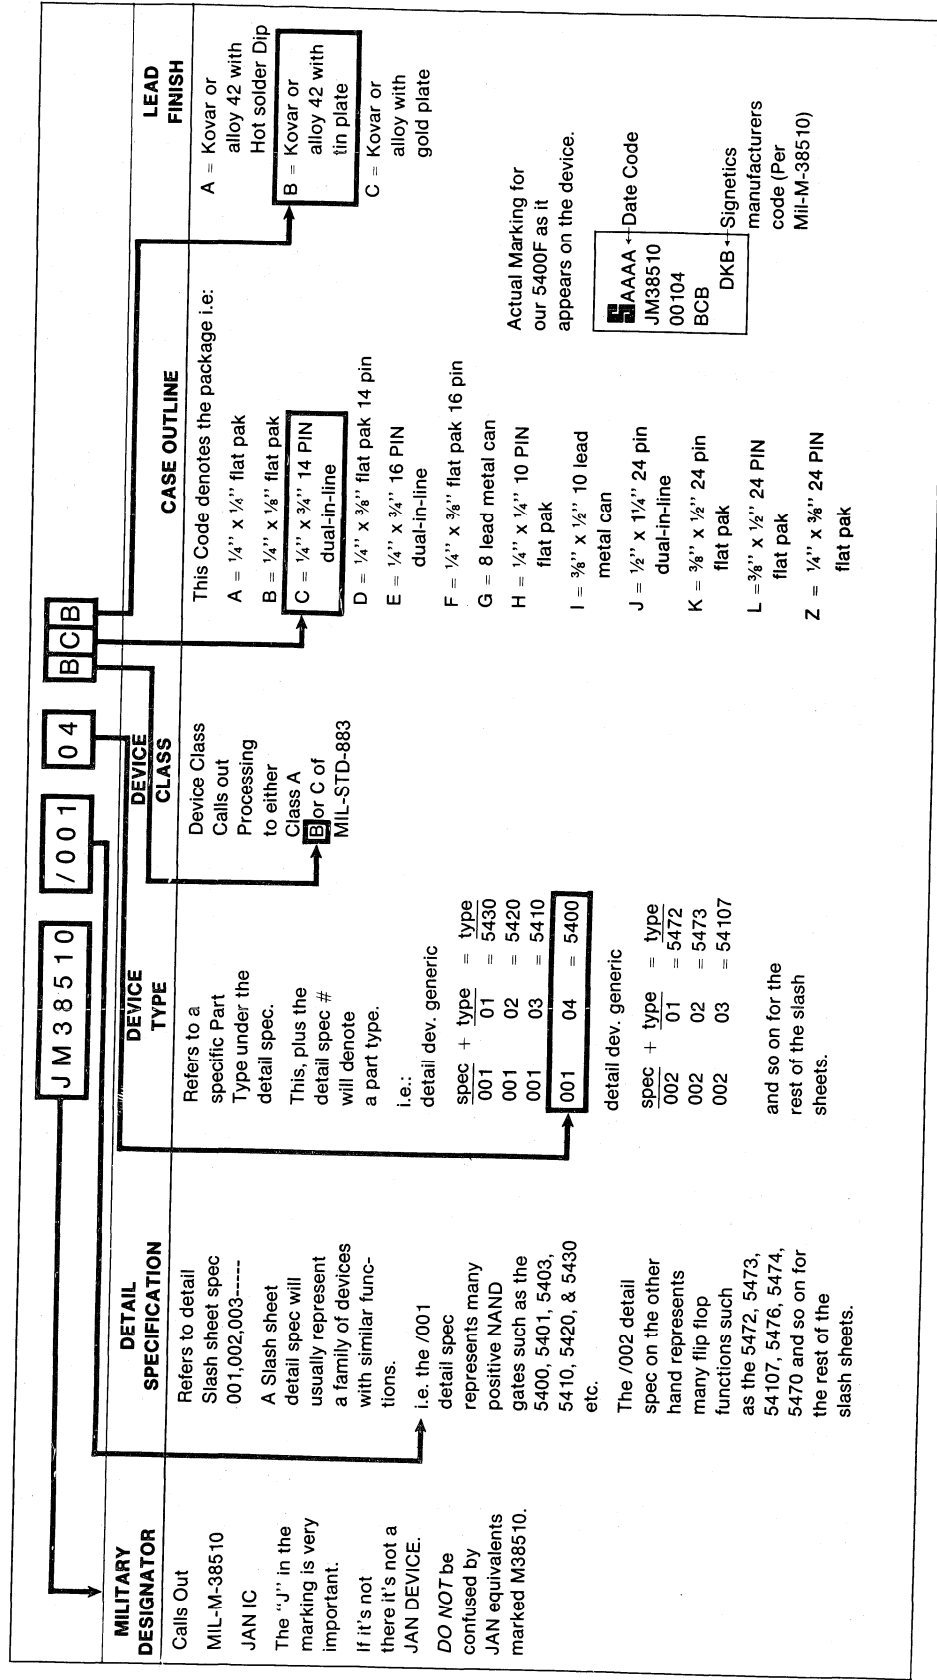 JM38510 /001 04 B C B
MILITARY
DESIGNATOR
Calls Out
MIL-M-38510
JAN IC
The "J" in the
marking is very
important.
If it's not
there it's not a
JAN DEVICE.
DO NOT be
confused by
JAN equivalents
marked M38510.
DETAIL
SPECIFICATION
Refers to detail
Slash sheet spec
001,002,003----
A Slash sheet
detail spec will
usually represent
a family of devices
with similar func-
tions.
i.e. the /001
detail spec
represents many
positive NAND
gates such as the
5400, 5401, 5403,
5410, 5420, & 5430
etc.
The /002 detail
spec on the other
hand represents
many flip flop
functions such
as the 5472, 5473,
54107, 5476, 5474,
5470 and so on for
the rest of the
slash sheets.
DEVICE
TYPE
Refers to a
specific Part
Type under the
detail spec.
This, plus the
detail spec #
will denote
a part type.
i.e.:
detail dev. generic
spec + type = type
001 01 = 5430
001 02 = 5420
001 03 = 5410
001 04 = 5400
detail dev. generic
spec + type = type
002 01 = 5472
002 02 = 5473
002 03 = 54107
and so on for the
rest of the slash
sheets.
DEVICE
CLASS
Device Class
Calls out
Processing
to either
Class A
B or C of
MIL-STD-883
CASE OUTLINE
This Code denotes the package i.e:
A = ¼" x ¼" flat pak
B = ¼" x ⅛" flat pak
C = ¼" x ¾" 14 PIN
dual-in-line
D = ¼" x ⅜" flat pak 14 pin
E = ¼" x ¾" 16 PIN
dual-in-line
F = ¼" x ⅜" flat pak 16 pin
G = 8 lead metal can
H = ¼" x ¼" 10 PIN
flat pak
I = ⅜" x ½" 10 lead
metal can
J = ½" x 1¼" 24 pin
dual-in-line
K = ⅜" x ½" 24 pin
flat pak
L = ⅜" x ½" 24 PIN
flat pak
Z = ¼" x ⅜" 24 PIN
flat pak
LEAD
FINISH
A = Kovar or
alloy 42 with
Hot solder Dip
B = Kovar or
alloy 42 with
tin plate
C = Kovar or
alloy with
gold plate
Actual Marking for
our 5400F as it
appears on the device.
AAAA ←Date Code
JM38510
00104
BCB
DKB ←Signetics
manufacturers
code (Per
Mil-M-38510)